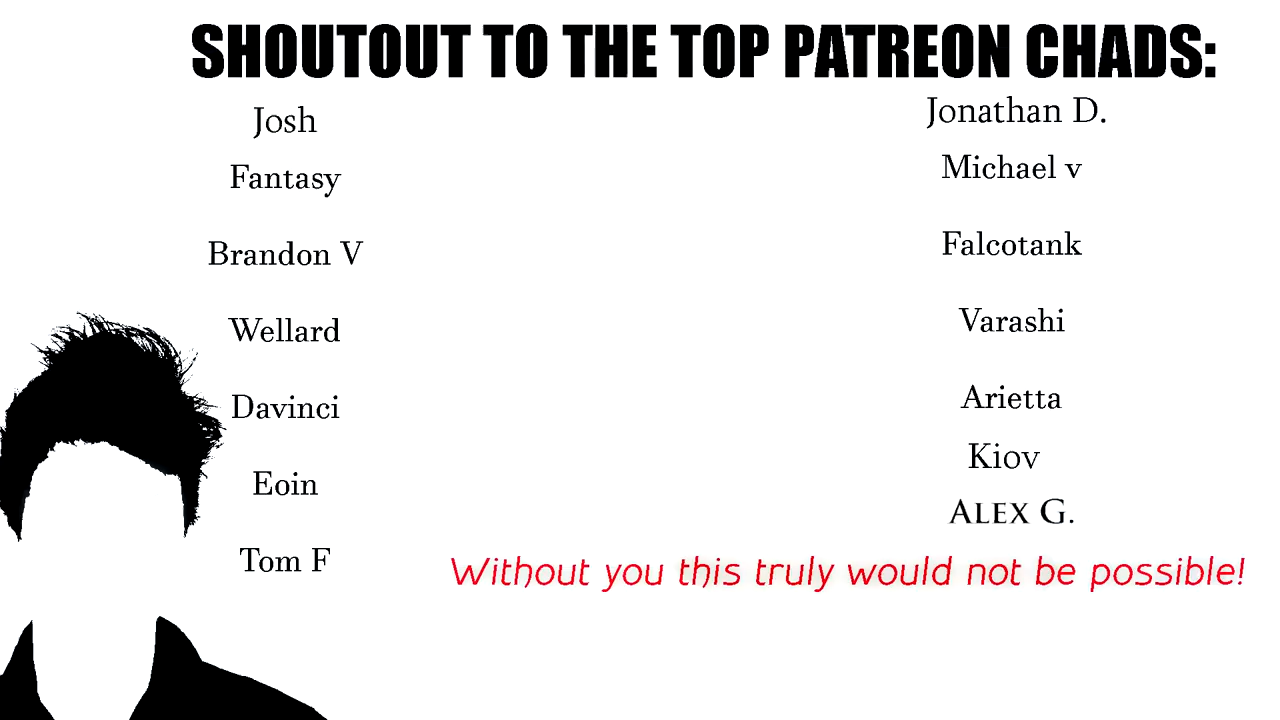 SHOUTOUT TO THE TOP PATREON CHADS:
Josh
Fantasy
Brandon V
Wellard
Davinci
Eoin
Tom F
Jonathan D.
Michael v
Falcotank
Varashi
Arietta
Kiov
ALEX G.
Without you this truly would not be possible!